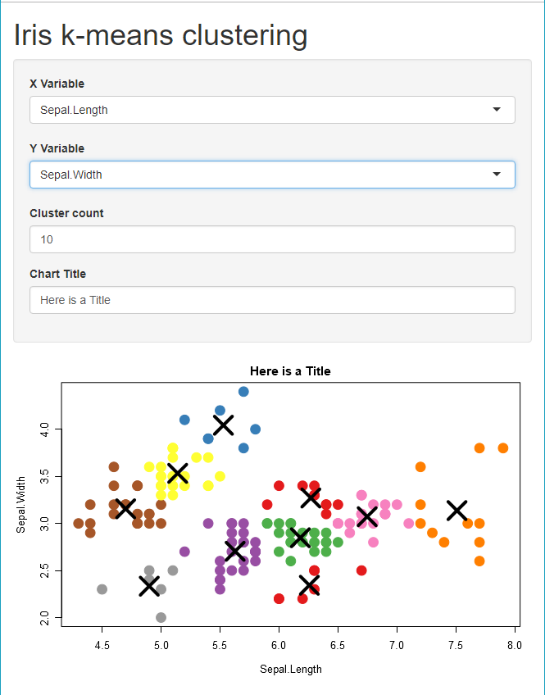 Iris k-means clustering
X Variable
Sepal.Length
Y Variable
Sepal.Width
Cluster count
10
Chart Title
Here is a Title
Here is a Title
Sepal.Width
4.0
3.5
3.0
2.5
2.0
4.5 5.0 5.5 6.0 6.5 7.0 7.5 8.0
Sepal.Length